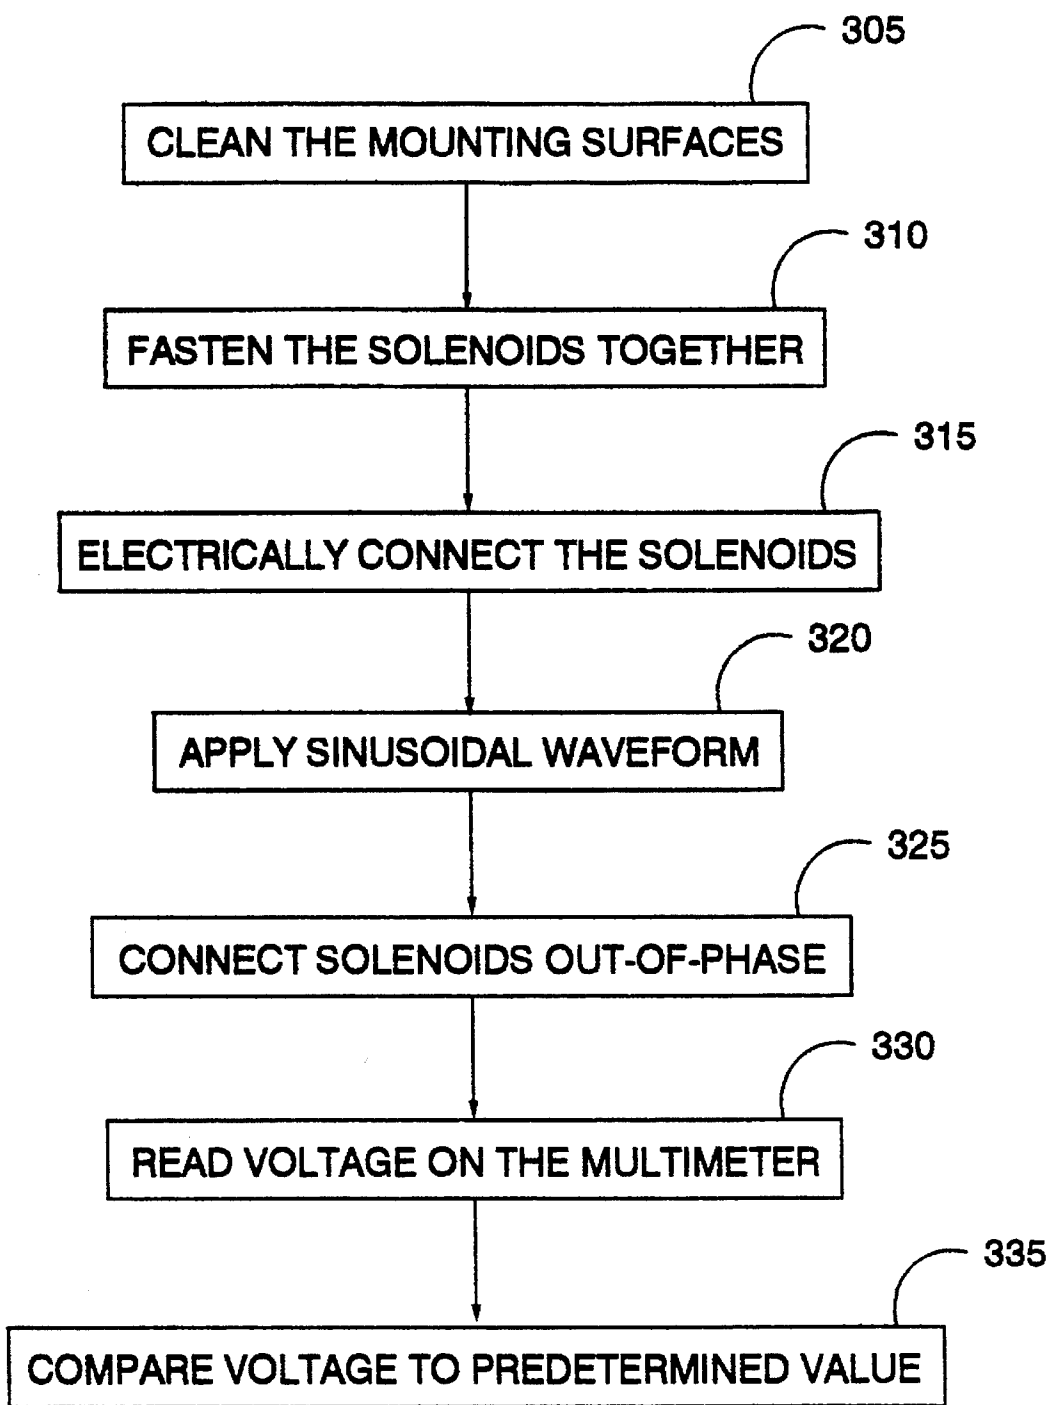 305
CLEAN THE MOUNTING SURFACES
310
FASTEN THE SOLENOIDS TOGETHER
315
ELECTRICALLY CONNECT THE SOLENOIDS
320
APPLY SINUSOIDAL WAVEFORM
325
CONNECT SOLENOIDS OUT-OF-PHASE
330
READ VOLTAGE ON THE MULTIMETER
335
COMPARE VOLTAGE TO PREDETERMINED VALUE